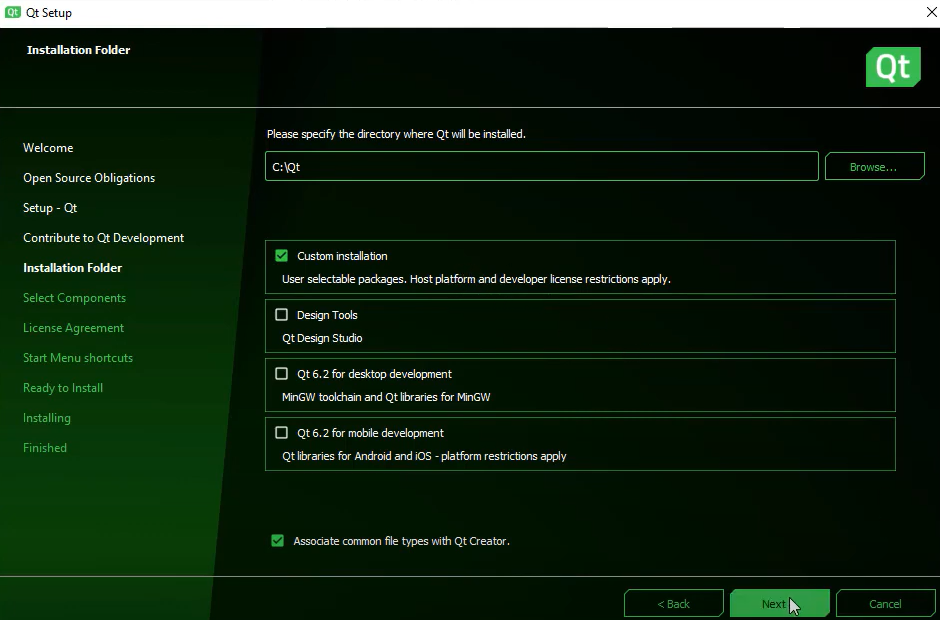 Qt Qt Setup
Installation Folder
Qt
Welcome
Open Source Obligations
Setup - Qt
Contribute to Qt Development
Installation Folder
Select Components
License Agreement
Start Menu shortcuts
Ready to Install
Installing
Finished
Please specify the directory where Qt will be installed.
C:\Qt
Browse...
Custom installation
User selectable packages. Host platform and developer license restrictions apply.
Design Tools
Qt Design Studio
Qt 6.2 for desktop development
MinGW toolchain and Qt libraries for MinGW
Qt 6.2 for mobile development
Qt libraries for Android and iOS - platform restrictions apply
Associate common file types with Qt Creator.
< Back
Next
Cancel